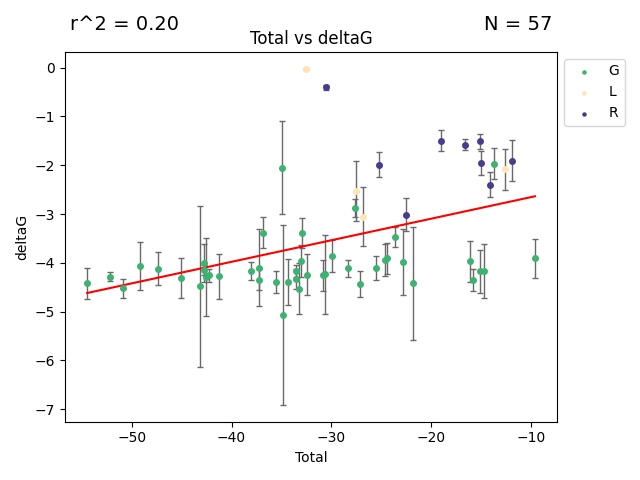 r^2 = 0.20 N = 57
Total vs deltaG
G
L
R
0
−1
−2
−3
−4
−5
−6
−7
deltaG
−50 −40 −30 −20 −10
Total